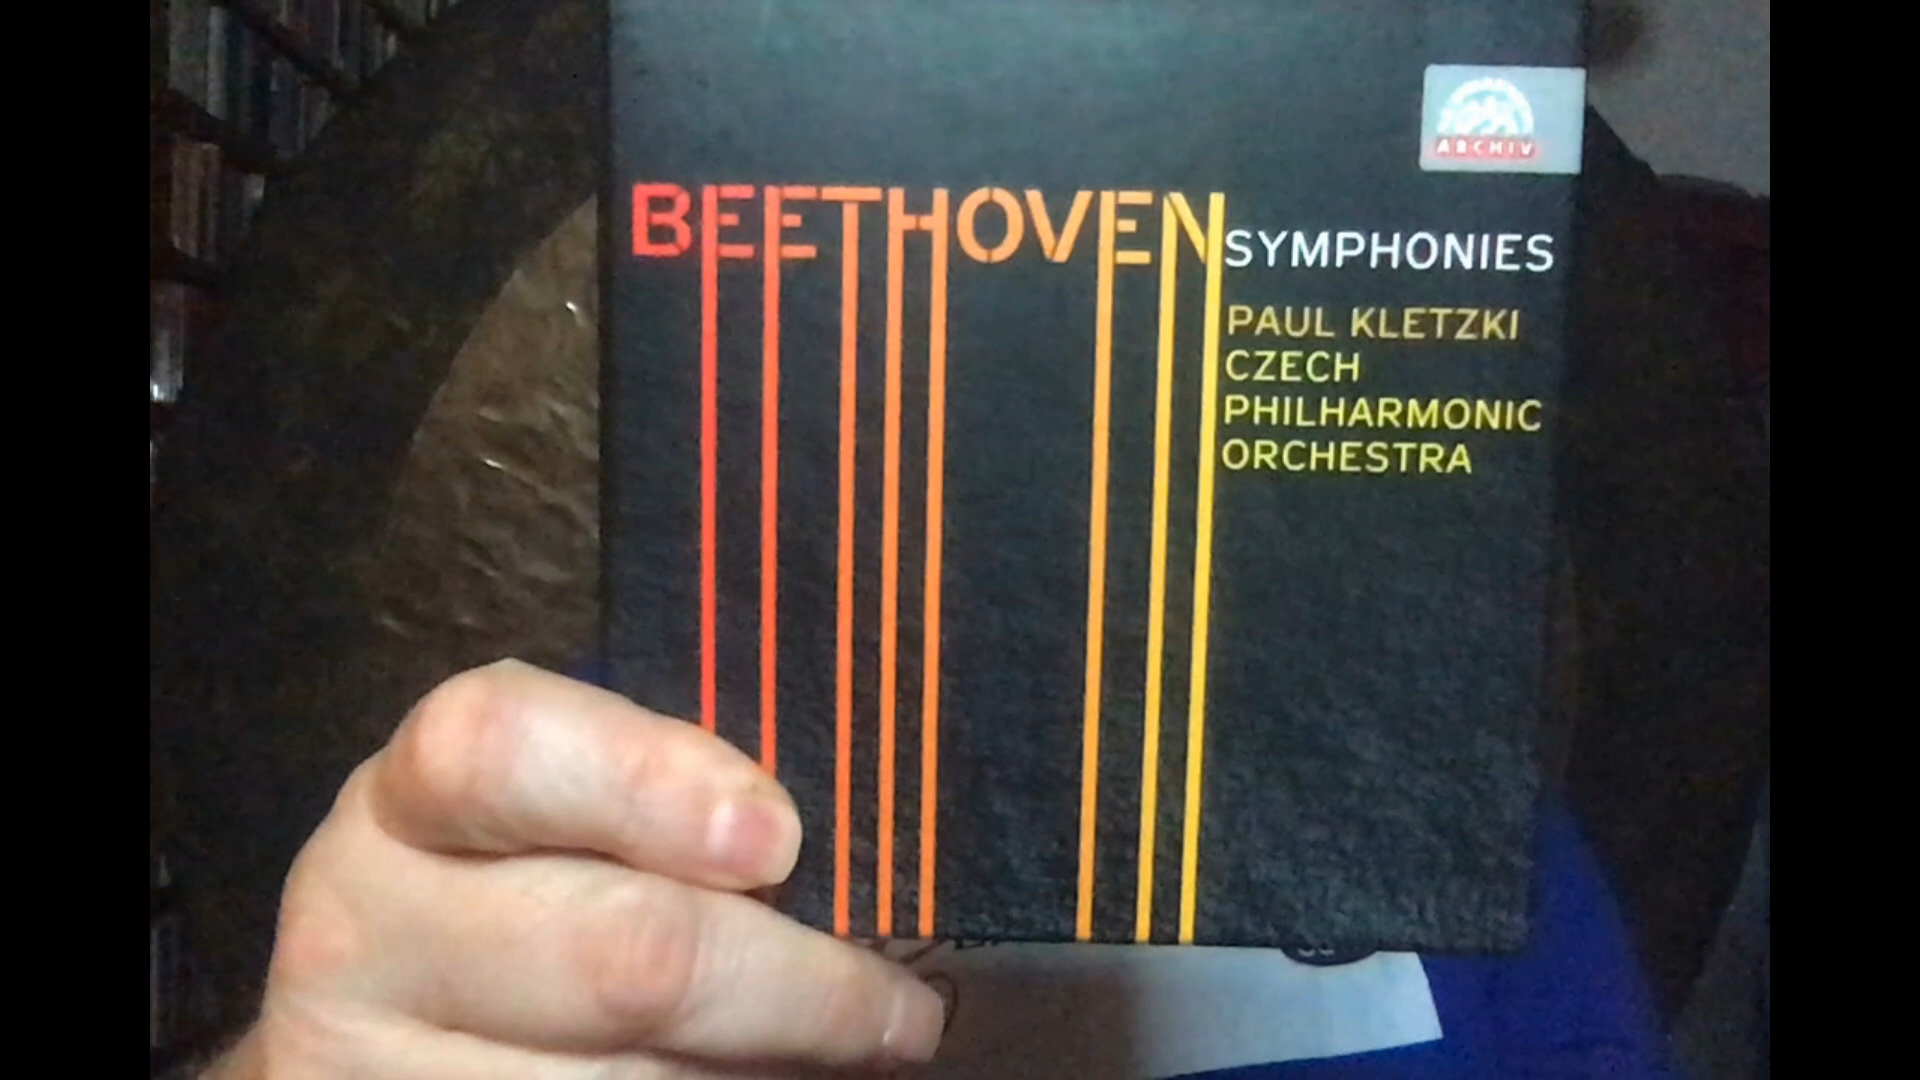 ARCHIV
BEETHOVEN
SYMPHONIES
PAUL KLETZKI
CZECH
PHILHARMONIC
ORCHESTRA